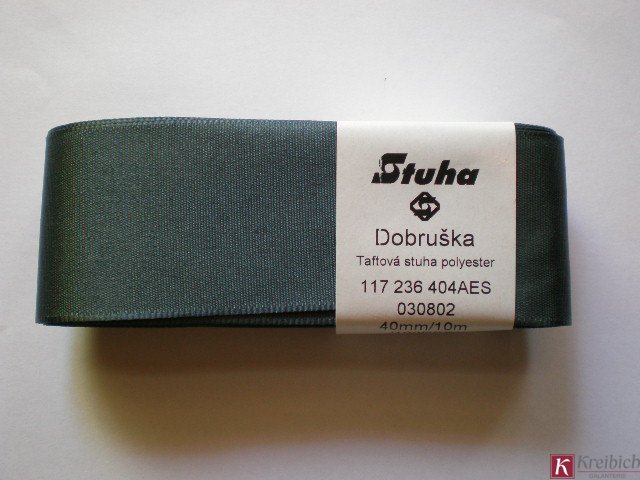 Stuha
Dobruška
Taftová stuha polyester
117 236 404AES
030802
40mm/10m
K Kreibich
GALANTERIE